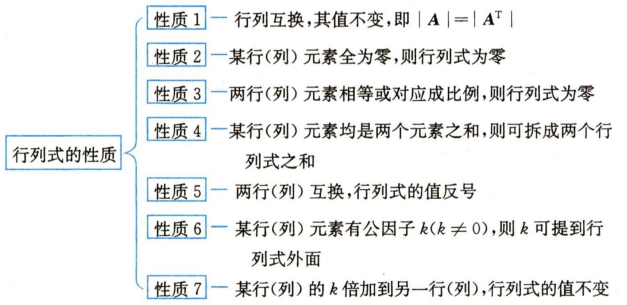 行列式的性质
性质 1 行列互换,其值不变,即 | A | = | Aᵀ |
性质 2 某行(列)元素全为零,则行列式为零
性质 3 两行(列)元素相等或对应成比例,则行列式为零
性质 4 某行(列)元素均是两个元素之和,则可拆成两个行
列式之和
性质 5 两行(列)互换,行列式的值反号
性质 6 某行(列)元素有公因子 k(k ≠ 0),则 k 可提到行
列式外面
性质 7 某行(列)的 k 倍加到另一行(列),行列式的值不变